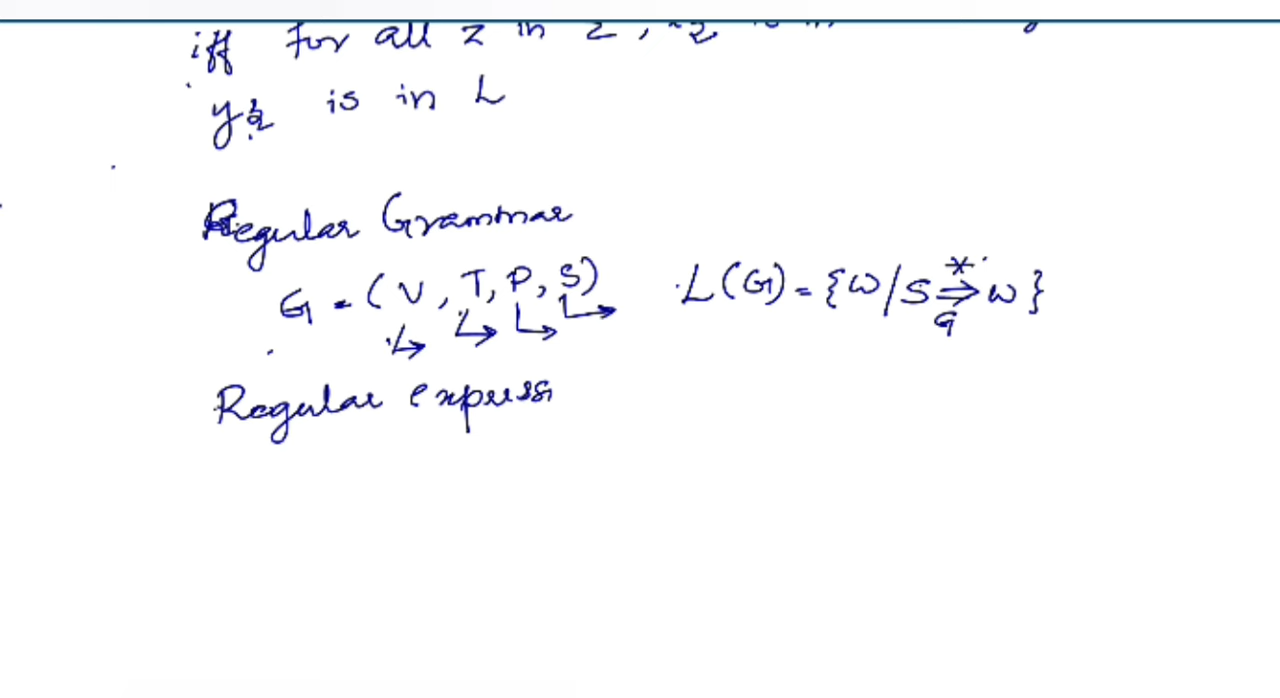 iff for all z in Σ,
yz is in L
Regular Grammar
G = (V, T, P, S) L(G) = {w/S *⇒G w}
Regular express